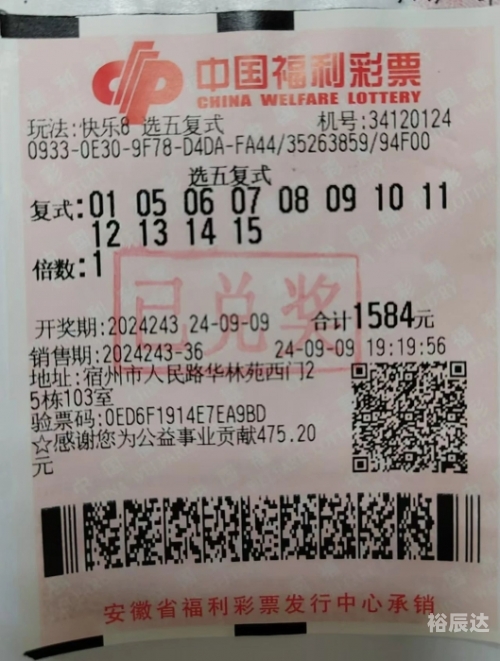 中国福利彩票
CHINA WELFARE LOTTERY
玩法:快乐8 选五复式 机号:34120124
0933-0E30-9F78-D4DA-FA44/35263859/94F00
选五复式
复式:01 05 06 07 08 09 10 11
12 13 14 15
倍数:1
已兑奖
开奖期:2024243 24-09-09 合计1584元
销售期:2024243-36 24-09-09 19:19:56
地址:宿州市人民路华林苑西门2
5栋103室
验票码:0ED6F1914E7EA9BD
☆感谢您为公益事业贡献475.20
元
安徽省福利彩票发行中心承销
裕辰达